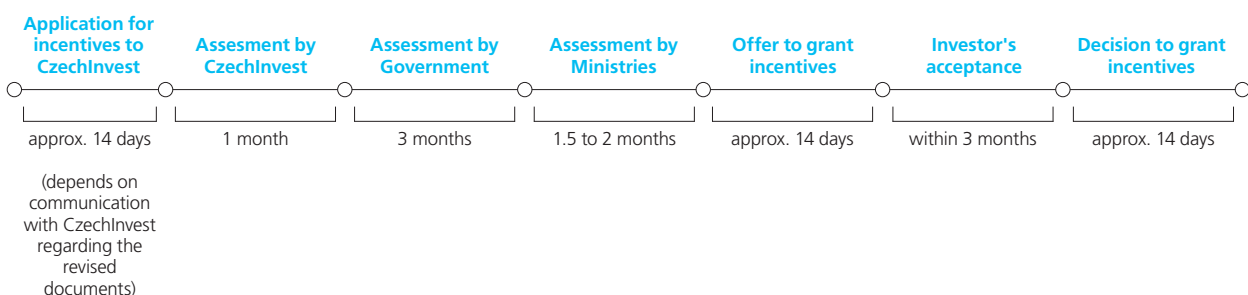 Application for
incentives to
CzechInvest
Assesment by
CzechInvest
Assessment by
Government
Assessment by
Ministries
Offer to grant
incentives
Investor's
acceptance
Decision to grant
incentives
approx. 14 days
1 month
3 months
1.5 to 2 months
approx. 14 days
within 3 months
approx. 14 days
(depends on
communication
with CzechInvest
regarding the
revised
documents)